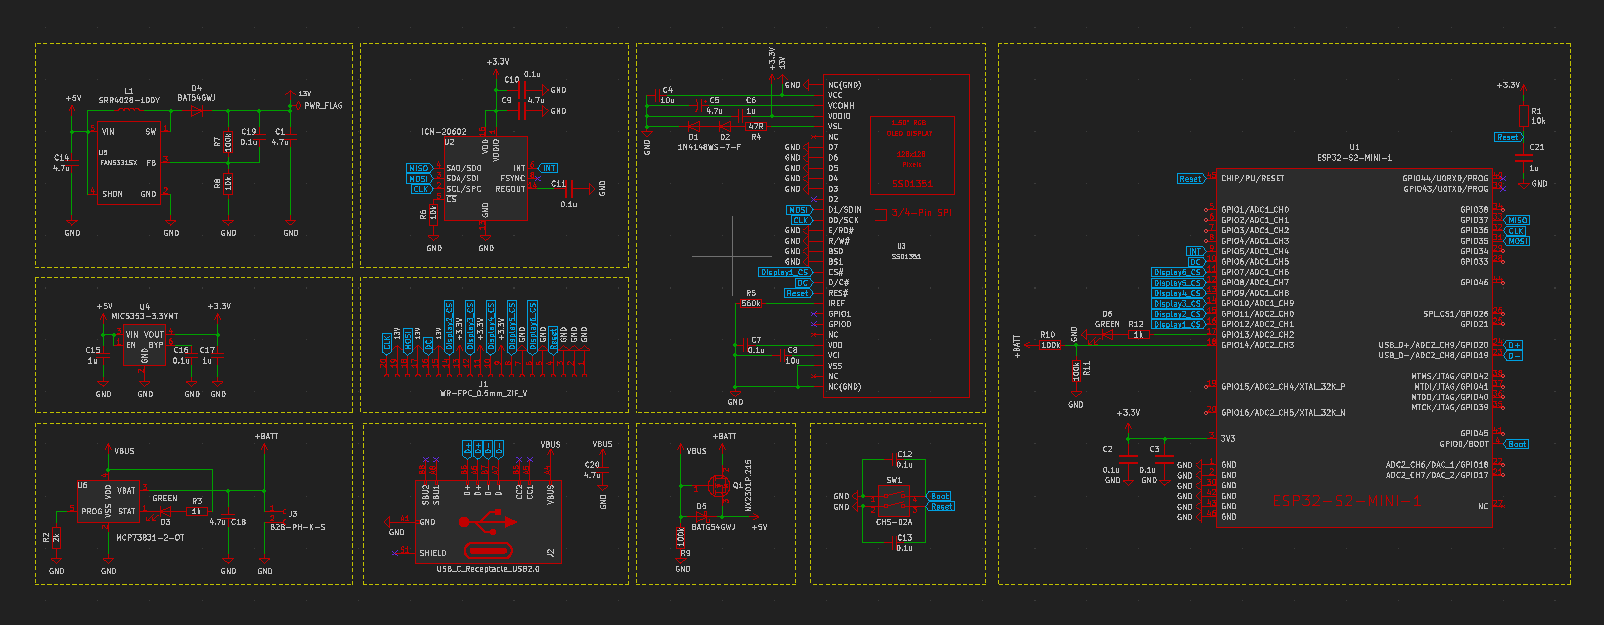 L1
SRR4028-100Y
D4
BAT54GWJ
+5V
13V
PWR_FLAG
VIN
SW
U5
FAN5331SX
FB
SHDN
GND
R7
100k
R8
10k
C19
0.1u
C1
4.7u
C14
4.7u
GND
GND
GND
GND
+3.3V
C10
0.1u
GND
C9
4.7u
GND
ICM-20602
U2
VDD
VDDIO
MISO
MOSI
CLK
SA0/SDO
SDA/SDI
SCL/SPC
CS
INT
FSYNC
REGOUT
GND
INT
R6
10k
C11
0.1u
GND
GND
GND
+3.3V
13V
C4
10u
C5
4.7u
C6
1u
D1
D2
1N4148WS-7-F
47R
R4
GND
GND
NC(GND)
VCC
VCOMH
VDDIO
VSL
NC
GND
D7
GND
D6
GND
D5
GND
D4
GND
D3
D2
MOSI
D1/SDIN
CLK
D0/SCK
GND
E/RD#
GND
R/W#
GND
BS0
GND
BS1
Display1_CS
CS#
DC
D/C#
Reset
RES#
R5
560k
IREF
GPIO1
GPIO0
NC
VDD
VCI
VSS
NC
NC(GND)
C7
0.1u
C8
10u
GND
OLED DISPLAY
128x128
Pixels
SSD1351
3/4-Pin SPI
U3
SSD1351
+5V
U4
+3.3V
MIC5353-3.3YMT
VIN
VOUT
EN
BYP
GND
C15
1u
C16
0.1u
C17
1u
GND
GND
GND
GND
CLK
13V
MOSI
13V
DC
13V
Display2_CS
+3.3V
Display3_CS
13V
Display4_CS
+3.3V
Display5_CS
GND
Display6_CS
GND
Reset
GND
GND
GND
J1
WR-FPC_0.5mm_ZIF_V
VBUS
+BATT
U6
VDD
VBAT
PROG
VSS
STAT
GREEN
D3
R3
1k
MCP73831-2-OT
R2
2k
4.7u
C18
J3
B2B-PH-K-S
GND
GND
GND
GND
D+
D+
D-
D-
VBUS
VBUS
C20
4.7u
GND
SBU2
SBU1
D+
D+
D-
D-
CC2
CC1
VBUS
GND
GND
SHIELD
J2
USB_C_Receptacle_USB2.0
VBUS
+BATT
Q1
NX2301P,215
D5
BAT54GWJ
+5V
100k
R9
GND
C12
0.1u
SW1
GND
GND
Boot
Reset
CHS-02A
C13
0.1u
+3.3V
R1
10k
Reset
C21
1u
GND
U1
ESP32-S2-MINI-1
Reset
CHIP_PU/RESET
GPIO44/U0RXD/PROG
GPIO43/U0TXD/PROG
GPIO1/ADC1_CH0
GPIO2/ADC1_CH1
GPIO3/ADC1_CH2
GPIO4/ADC1_CH3
INT
GPIO5/ADC1_CH4
DC
GPIO6/ADC1_CH5
Display6_CS
GPIO7/ADC1_CH6
Display5_CS
GPIO8/ADC1_CH7
Display4_CS
GPIO9/ADC1_CH8
Display3_CS
GPIO10/ADC1_CH9
Display2_CS
GPIO11/ADC2_CH0
Display1_CS
GPIO12/ADC2_CH1
GPIO13/ADC2_CH2
GPIO14/ADC2_CH3
GPIO38
GPIO37
MISO
GPIO36
CLK
GPIO35
MOSI
GPIO34
GPIO33
GPIO46
SPI_CS1/GPIO26
GPIO21
USB_D+/ADC2_CH9/GPIO20
D+
USB_D-/ADC2_CH8/GPIO19
D-
D6
GREEN
R12
1k
GND
R10
100k
+BATT
100k
R11
GND
GPIO15/ADC2_CH4/XTAL_32K_P
GPIO16/ADC2_CH5/XTAL_32K_N
MTMS/JTAG/GPIO42
MTDI/JTAG/GPIO41
MTDO/JTAG/GPIO40
MTCK/JTAG/GPIO39
GPIO45
GPIO0/BOOT
Boot
+3.3V
3V3
C2
0.1u
C3
0.1u
GND
GND
ADC2_CH6/DAC_1/GPIO18
ADC2_CH7/DAC_2/GPIO17
GND
GND
GND
GND
GND
GND
GND
GND
GND
GND
GND
GND
NC
ESP32-S2-MINI-1